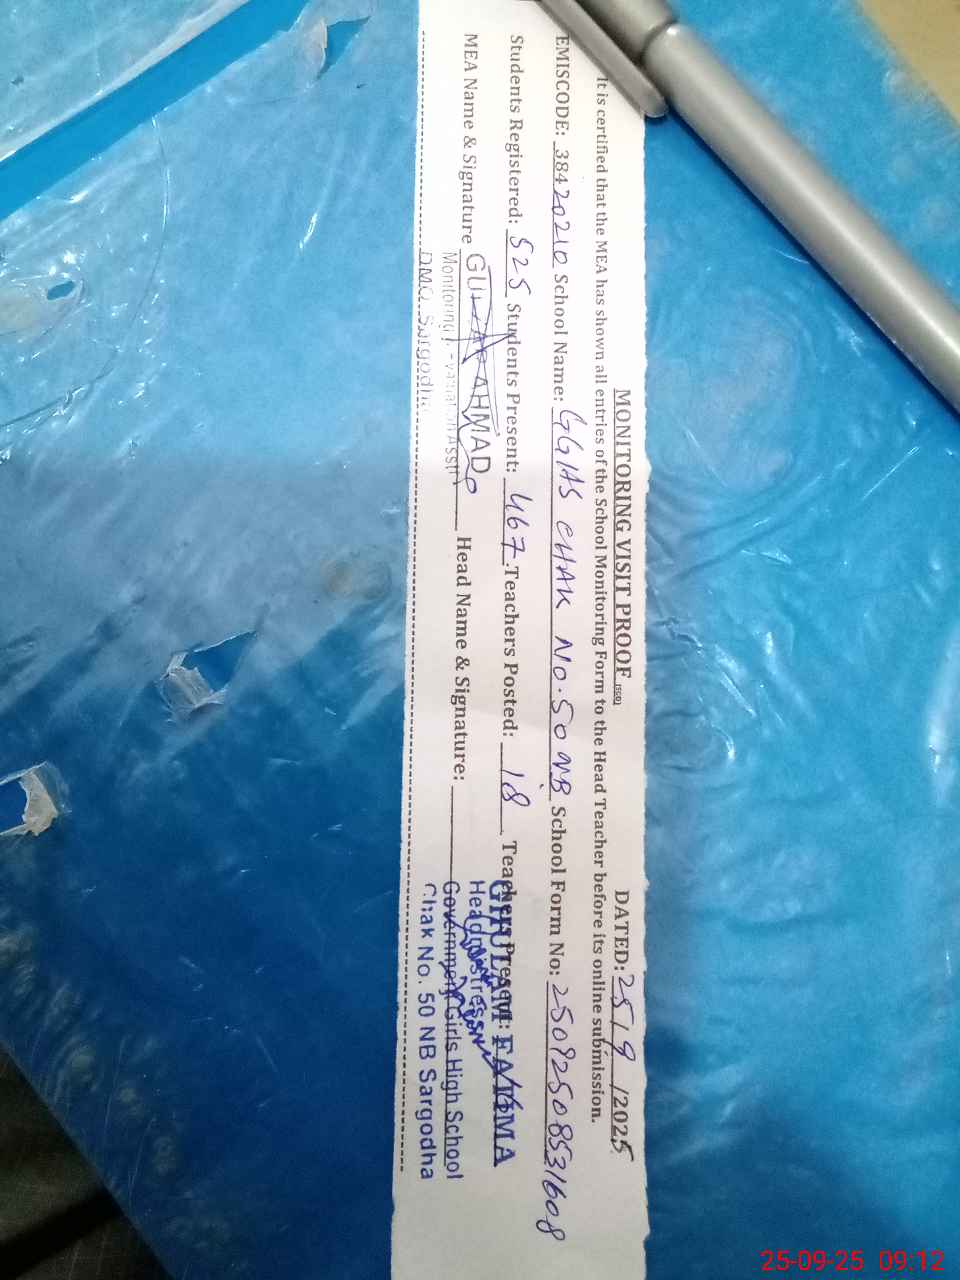 MONITORING VISIT PROOF [SCO] DATED: 25/9/2025
It is certified that the MEA has shown all entries of the School Monitoring Form to the Head Teacher before its online submission.
EMISCODE: 38420210 School Name: GGHS CHAK NO.50 NB School Form No: 25092508531608
Students Registered: 525 Students Present: 467 Teachers Posted: 18 Teachers Present: 16
MEA Name & Signature GULZAR AHMAD Head Name & Signature:
Monitoring
DMO. Sargodha
GHULAM FATIMA
Headmistress
Government Girls High School
Chak No. 50 NB Sargodha
25-09-25 09:12